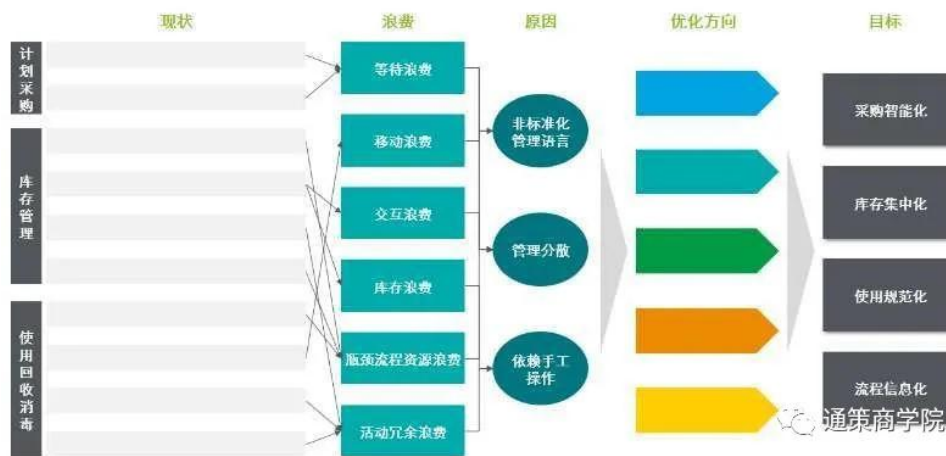 现状
浪费
原因
优化方向
目标
计划采购
库存管理
使用回收消毒
等待浪费
移动浪费
交互浪费
库存浪费
瓶颈流程资源浪费
活动冗余浪费
非标准化
管理语言
管理分散
依赖手工
操作
采购智能化
库存集中化
使用规范化
流程信息化
通策商学院